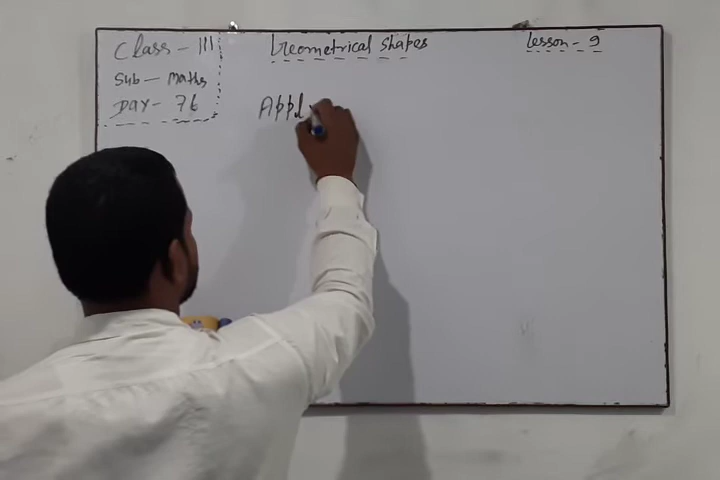 Class - III
Geometrical Shapes
Lesson - 9
Sub - Maths
Day - 76
Appl